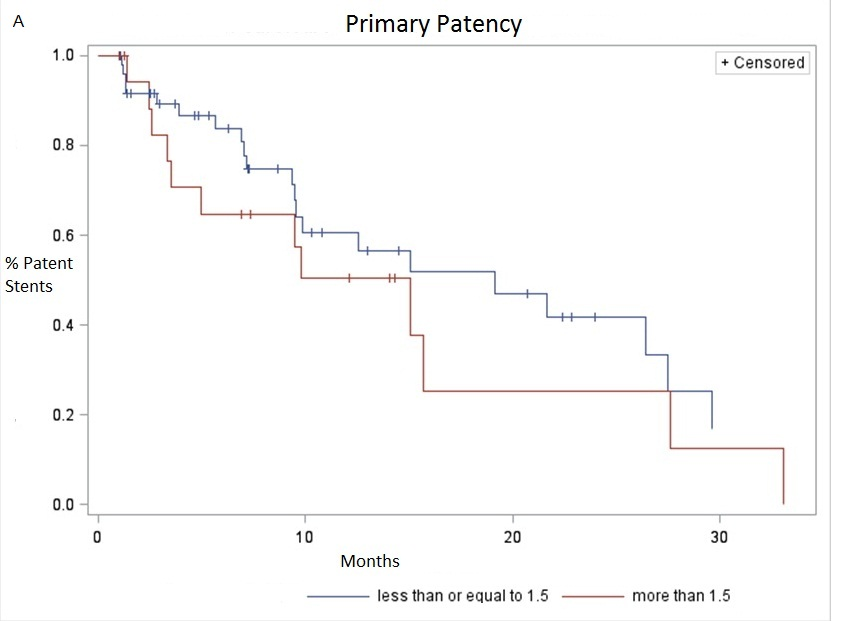 A
Primary Patency
+ Censored
1.0
0.8
0.6
% Patent
Stents
0.4
0.2
0.0
0 10 20 30
Months
less than or equal to 1.5 more than 1.5